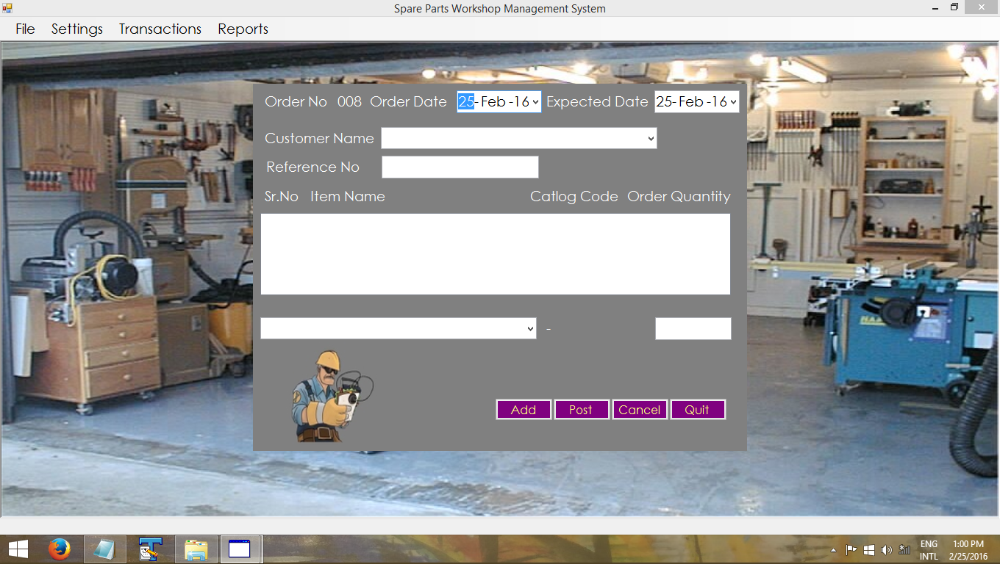 Spare Parts Workshop Management System
File Settings Transactions Reports
Order No 008 Order Date 25-Feb-16 Expected Date 25-Feb-16
Customer Name
Reference No
Sr.No Item Name Catlog Code Order Quantity
-
Add Post Cancel Quit
ENG 1:00 PM
INTL 2/25/2016